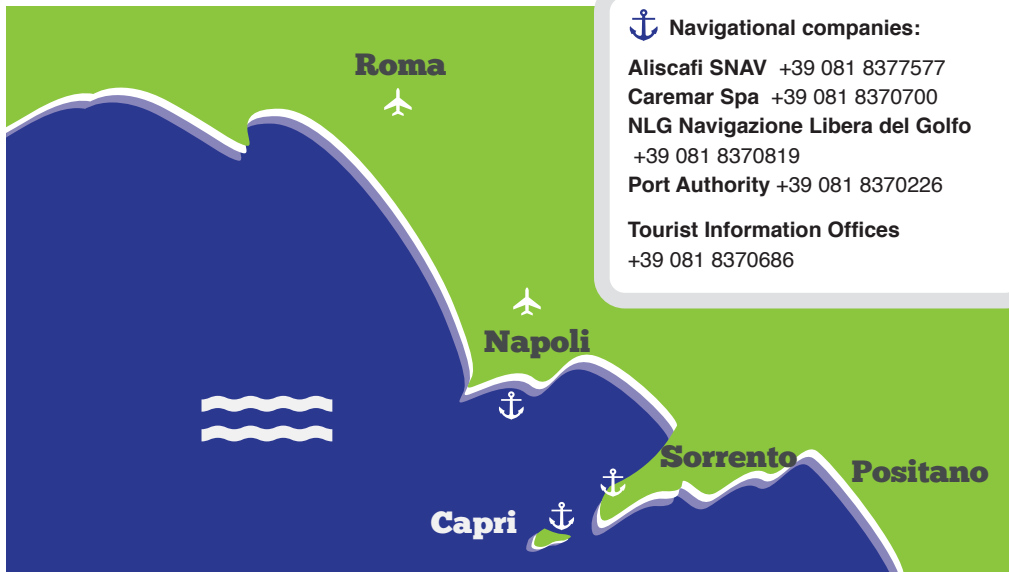 Navigational companies:
Aliscafi SNAV +39 081 8377577
Caremar Spa +39 081 8370700
NLG Navigazione Libera del Golfo
+39 081 8370819
Port Authority +39 081 8370226
Tourist Information Offices
+39 081 8370686
Roma
Napoli
Sorrento
Positano
Capri